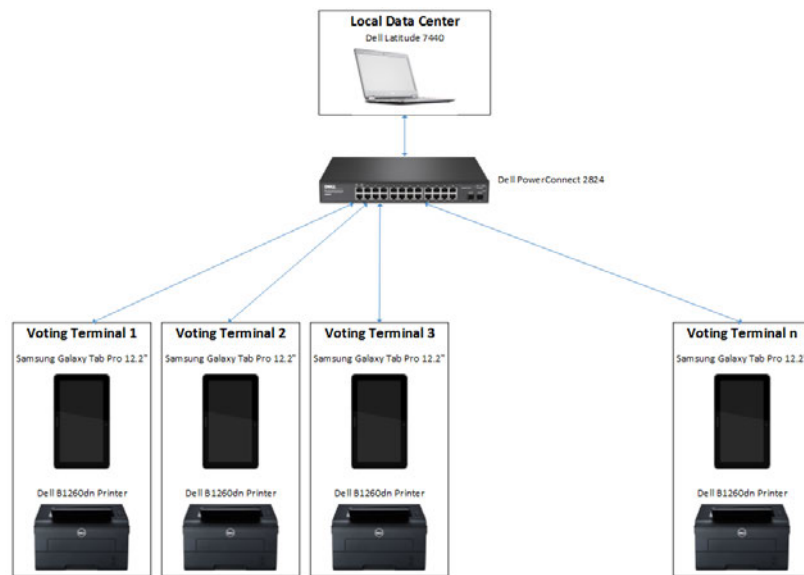 Local Data Center
Dell Latitude 7440
DELL
Dell PowerConnect 2824
Voting Terminal 1
Samsung Galaxy Tab Pro 12.2"
Dell B1260dn Printer
Voting Terminal 2
Samsung Galaxy Tab Pro 12.2"
Dell B1260dn Printer
Voting Terminal 3
Samsung Galaxy Tab Pro 12.2"
Dell B1260dn Printer
Voting Terminal n
Samsung Galaxy Tab Pro 12.2"
Dell B1260dn Printer